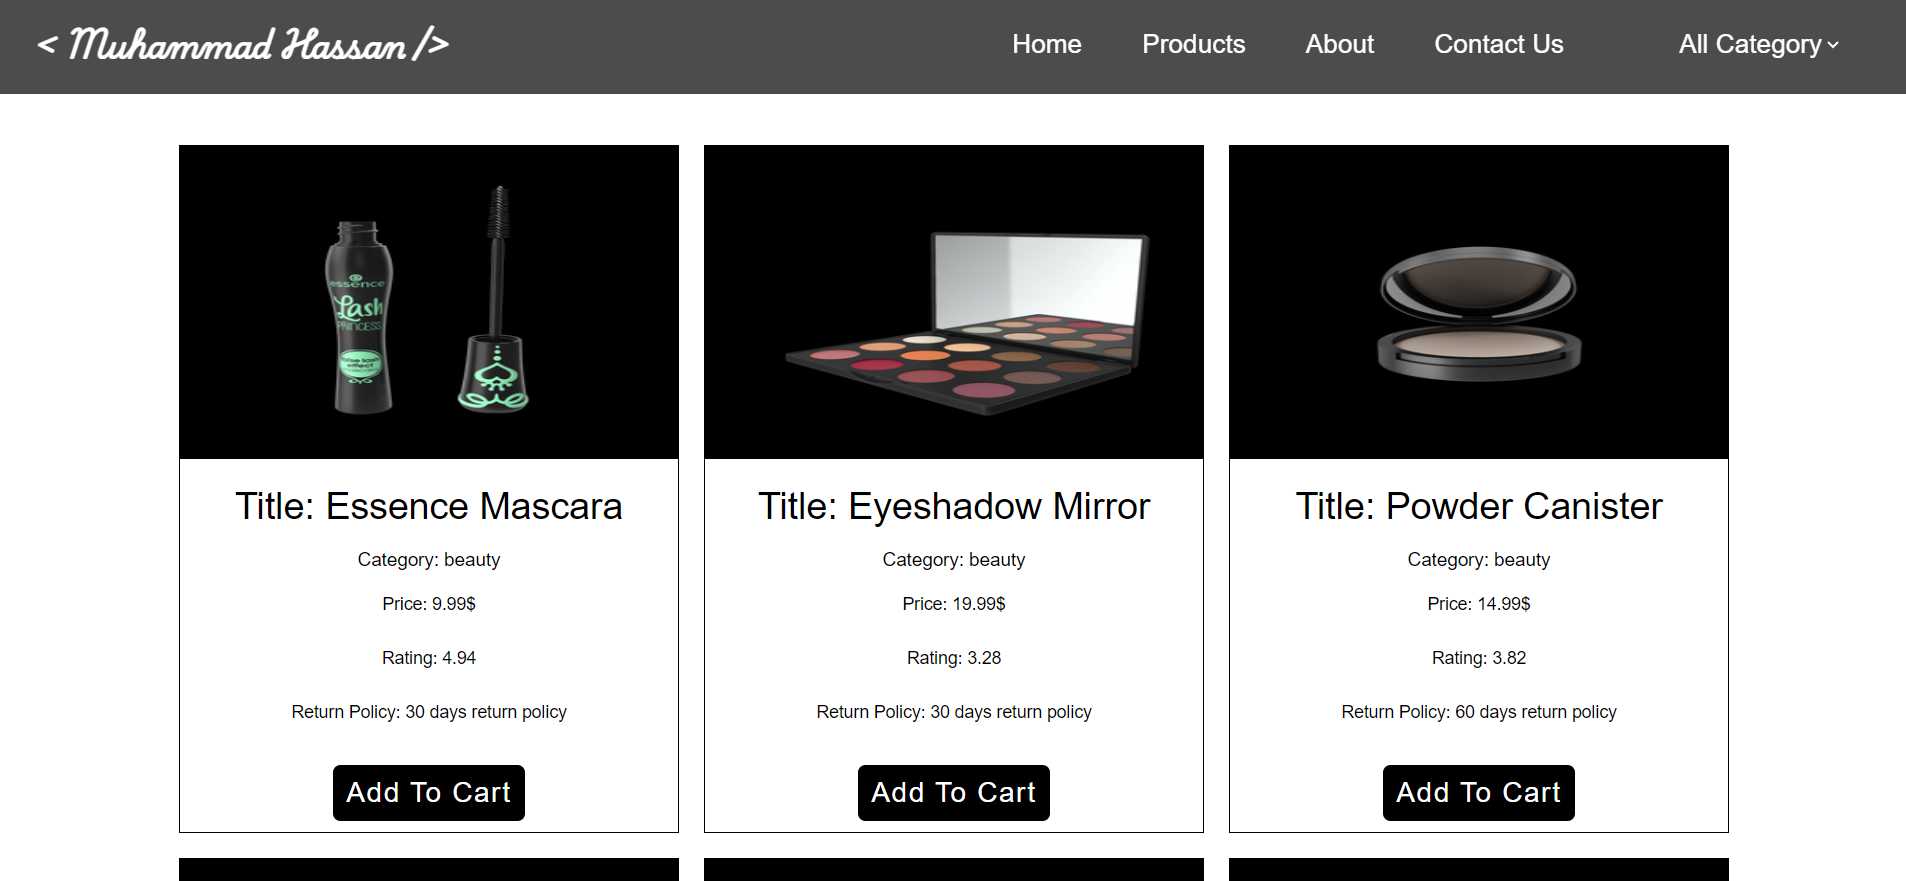 < Muhammad Hassan />
Home Products About Contact Us All Category
essence
Lash
PRINCESS
false lash
effect
Title: Essence Mascara
Category: beauty
Price: 9.99$
Rating: 4.94
Return Policy: 30 days return policy
Add To Cart
Title: Eyeshadow Mirror
Category: beauty
Price: 19.99$
Rating: 3.28
Return Policy: 30 days return policy
Add To Cart
Title: Powder Canister
Category: beauty
Price: 14.99$
Rating: 3.82
Return Policy: 60 days return policy
Add To Cart